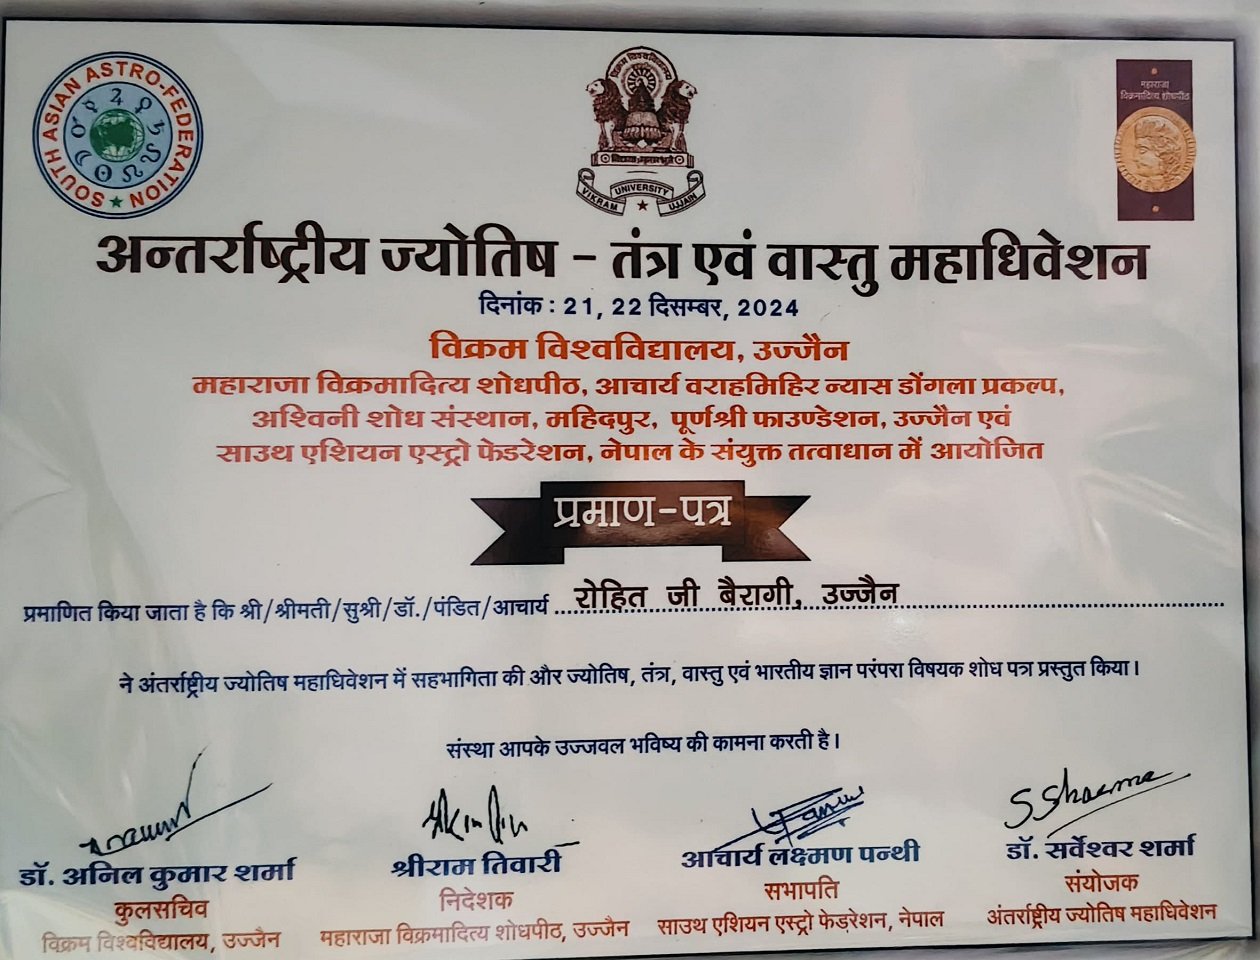 SOUTH ASIAN ASTRO-FEDERATION
VIKRAM UNIVERSITY UJJAIN
महाराजा
विक्रमादित्य शोधपीठ
अन्तर्राष्ट्रीय ज्योतिष - तंत्र एवं वास्तु महाधिवेशन
दिनांक : 21, 22 दिसम्बर, 2024
विक्रम विश्वविद्यालय, उज्जैन
महाराजा विक्रमादित्य शोधपीठ, आचार्य वराहमिहिर न्यास डोंगला प्रकल्प,
अश्विनी शोध संस्थान, महिदपुर, पूर्णश्री फाउण्डेशन, उज्जैन एवं
साउथ एशियन एस्ट्रो फेडरेशन, नेपाल के संयुक्त तत्वाधान में आयोजित
प्रमाण-पत्र
प्रमाणित किया जाता है कि श्री/श्रीमती/सुश्री/डॉ./पंडित/आचार्य रोहित जी बैरागी, उज्जैन
ने अंतर्राष्ट्रीय ज्योतिष महाधिवेशन में सहभागिता की और ज्योतिष, तंत्र, वास्तु एवं भारतीय ज्ञान परंपरा विषयक शोध पत्र प्रस्तुत किया।
संस्था आपके उज्जवल भविष्य की कामना करती है।
S Sharma
डॉ. अनिल कुमार शर्मा श्रीराम तिवारी आचार्य लक्ष्मण पन्थी डॉ. सर्वेश्वर शर्मा
कुलसचिव निदेशक सभापति संयोजक
विक्रम विश्वविद्यालय, उज्जैन महाराजा विक्रमादित्य शोधपीठ, उज्जैन साउथ एशियन एस्ट्रो फेड्रेशन, नेपाल अंतर्राष्ट्रीय ज्योतिष महाधिवेशन